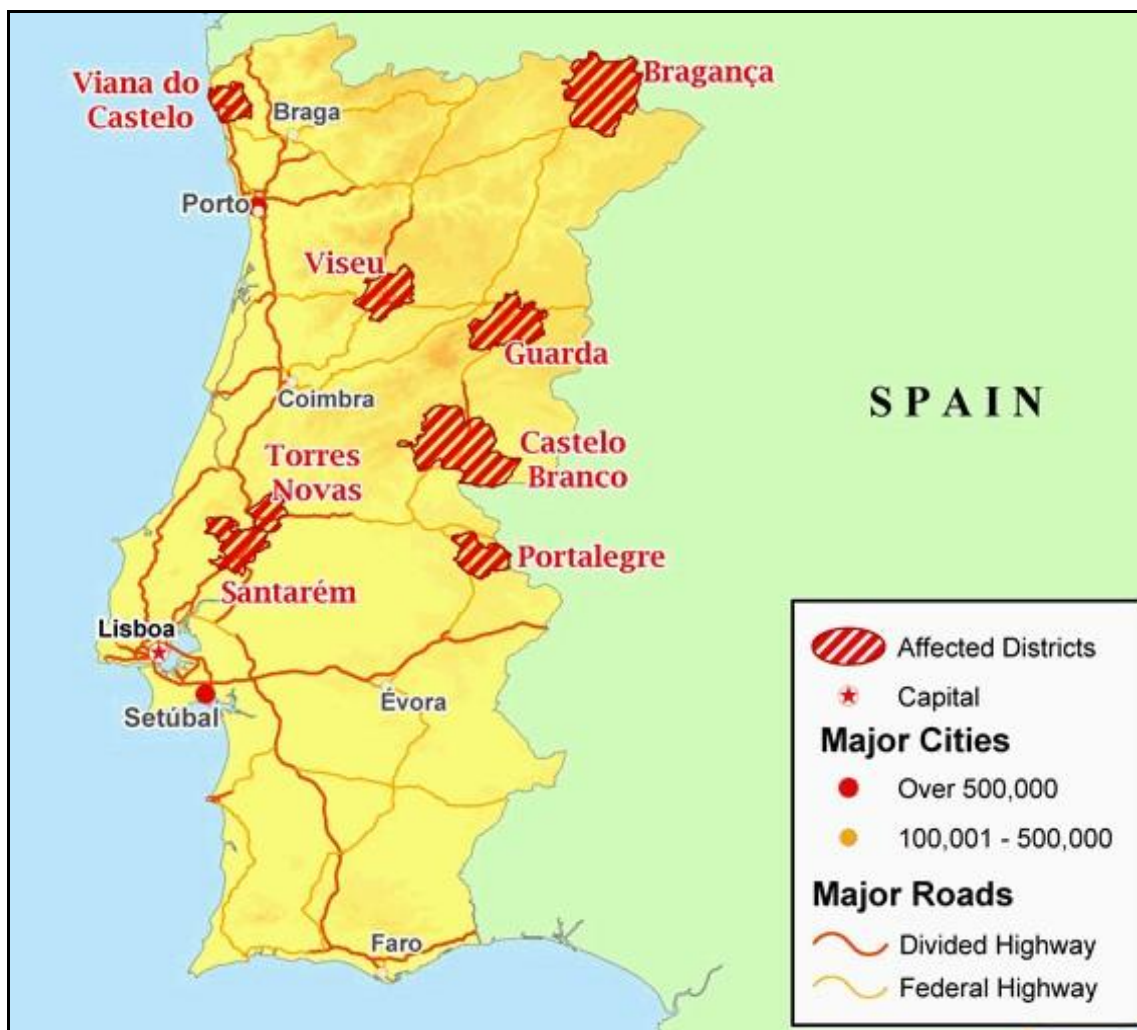 Viana do
Castelo
Bragança
Braga
Porto
Viseu
Guarda
Coimbra
SPAIN
Castelo
Branco
Torres
Novas
Portalegre
Santarém
Lisboa
Évora
Setúbal
Faro
Affected Districts
Capital
Major Cities
Over 500,000
100,001 - 500,000
Major Roads
Divided Highway
Federal Highway